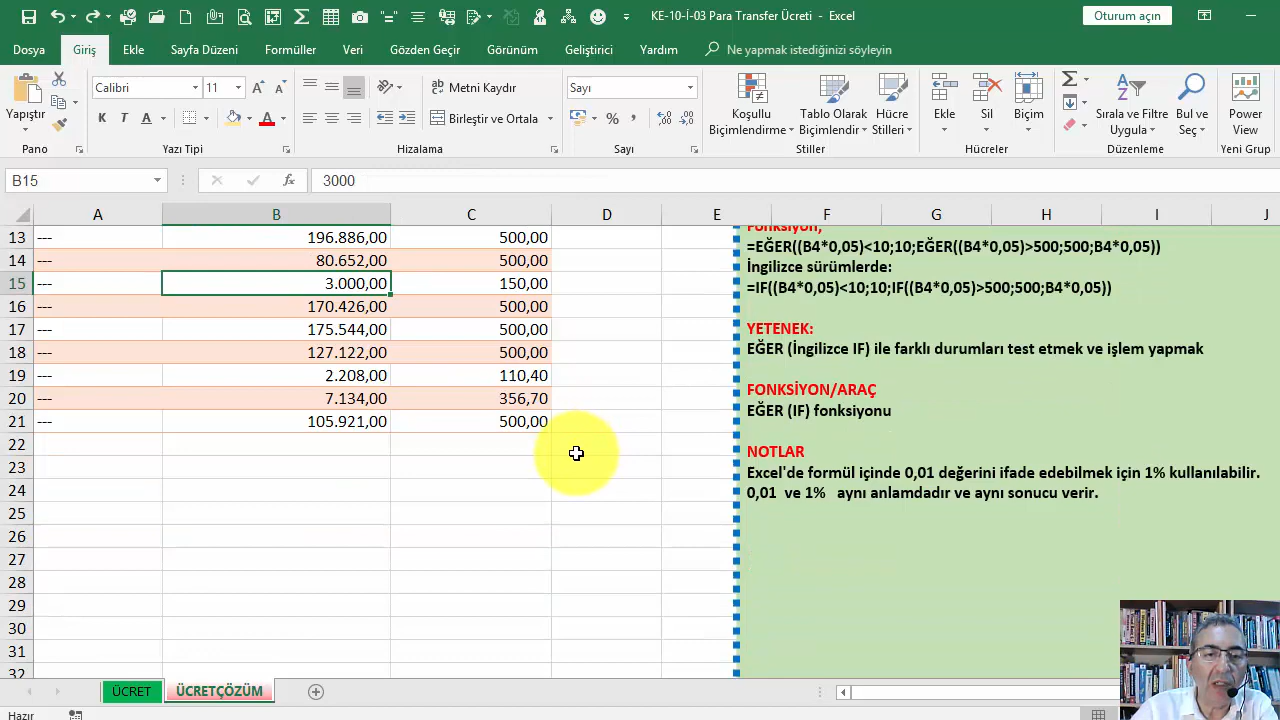 KE-10-İ-03 Para Transfer Ücreti - Excel
Oturum açın
Dosya Giriş Ekle Sayfa Düzeni Formüller Veri Gözden Geçir Görünüm Geliştirici Yardım Ne yapmak istediğinizi söyleyin
Yapıştır
Calibri 11
Metni Kaydır
Sayı
K T A
Birleştir ve Ortala
Koşullu Biçimlendirme
Tablo Olarak Biçimlendir
Hücre Stilleri
Ekle
Sil
Biçim
Sırala ve Filtre Uygula
Bul ve Seç
Power View
Pano Yazı Tipi Hizalama Sayı Stiller Hücreler Düzenleme Yeni Grup
B15 fx 3000
A B C D E F G H I J
13 --- 196.886,00 500,00
14 --- 80.652,00 500,00
15 --- 3.000,00 150,00
16 --- 170.426,00 500,00
17 --- 175.544,00 500,00
18 --- 127.122,00 500,00
19 --- 2.208,00 110,40
20 --- 7.134,00 356,70
21 --- 105.921,00 500,00
22
23
24
25
26
27
28
29
30
31
32
Fonksiyon;
=EĞER((B4*0,05)<10;10;EĞER((B4*0,05)>500;500;B4*0,05))
İngilizce sürümlerde:
=IF((B4*0,05)<10;10;IF((B4*0,05)>500;500;B4*0,05))
YETENEK:
EĞER (İngilizce IF) ile farklı durumları test etmek ve işlem yapmak
FONKSİYON/ARAÇ
EĞER (IF) fonksiyonu
NOTLAR
Excel'de formül içinde 0,01 değerini ifade edebilmek için 1% kullanılabilir.
0,01 ve 1% aynı anlamdadır ve aynı sonucu verir.
ÜCRET ÜCRETÇÖZÜM
Hazır